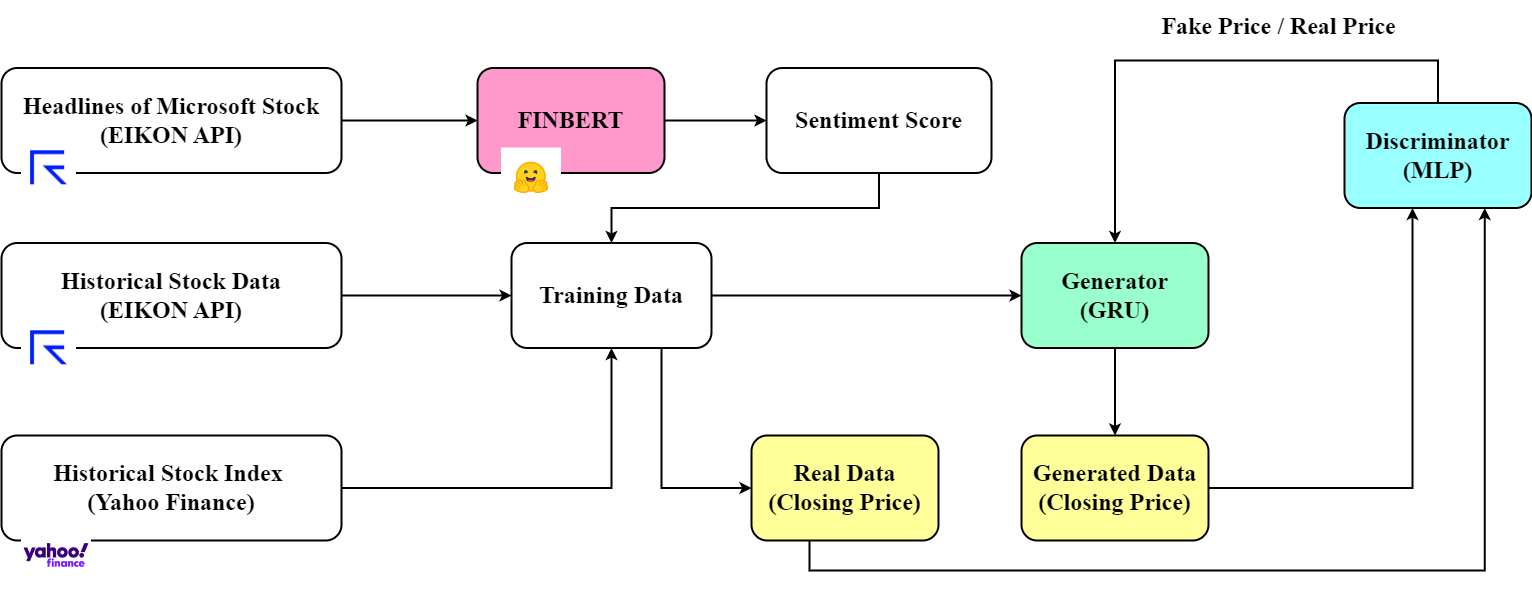 Fake Price / Real Price
Headlines of Microsoft Stock
(EIKON API)
FINBERT
Sentiment Score
Discriminator
(MLP)
Historical Stock Data
(EIKON API)
Training Data
Generator
(GRU)
Historical Stock Index
(Yahoo Finance)
Real Data
(Closing Price)
Generated Data
(Closing Price)
yahoo!
finance